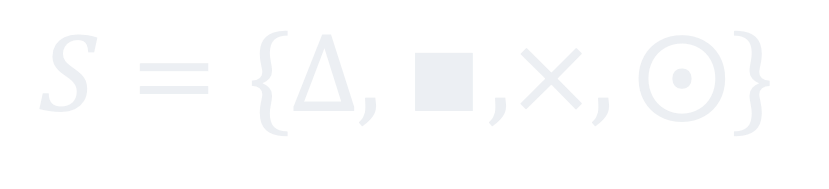 S = {Δ, ■,×, ⊙}